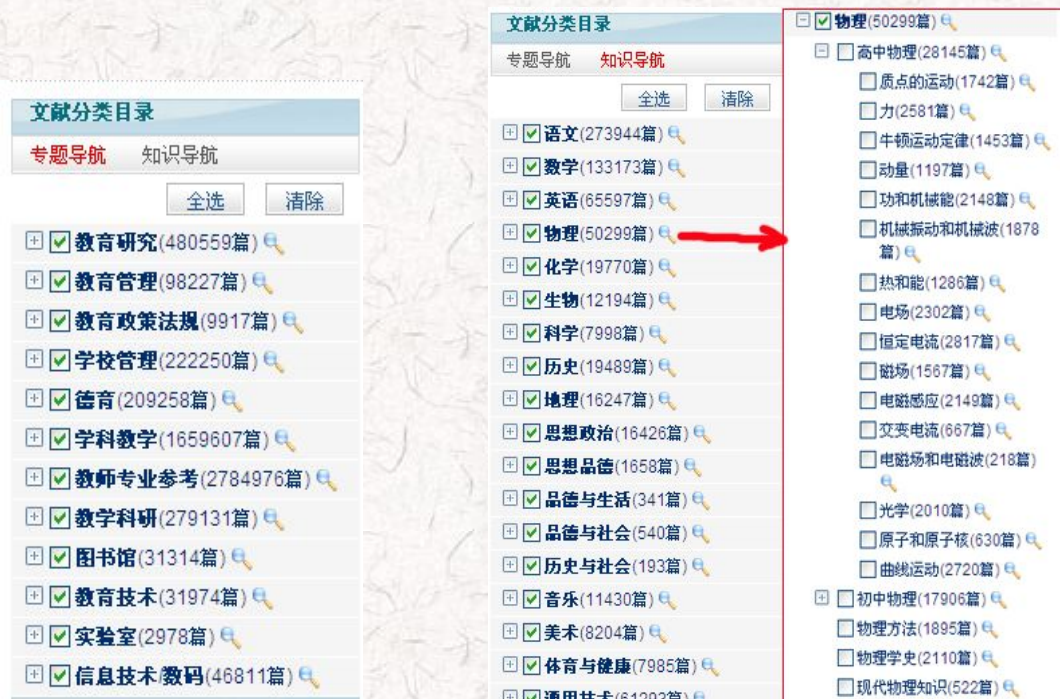 文献分类目录
专题导航 知识导航
全选 清除
教育研究(480559篇)
教育管理(98227篇)
教育政策法规(9917篇)
学校管理(222250篇)
德育(209258篇)
学科教学(1659607篇)
教师专业参考(2784976篇)
教学科研(279131篇)
图书馆(31314篇)
教育技术(31974篇)
实验室(2978篇)
信息技术/数码(46811篇)
文献分类目录
专题导航 知识导航
全选 清除
语文(273944篇)
数学(133173篇)
英语(65597篇)
物理(50299篇)
化学(19770篇)
生物(12194篇)
科学(7998篇)
历史(19489篇)
地理(16247篇)
思想政治(16426篇)
思想品德(1658篇)
品德与生活(341篇)
品德与社会(540篇)
历史与社会(193篇)
音乐(11430篇)
美术(8204篇)
体育与健康(7985篇)
通用技术(61293篇)
物理(50299篇)
高中物理(28145篇)
质点的运动(1742篇)
力(2581篇)
牛顿运动定律(1453篇)
动量(1197篇)
功和机械能(2148篇)
机械振动和机械波(1878
篇)
热和能(1286篇)
电场(2302篇)
恒定电流(2817篇)
磁场(1567篇)
电磁感应(2149篇)
交变电流(667篇)
电磁场和电磁波(218篇)
光学(2010篇)
原子和原子核(630篇)
曲线运动(2720篇)
初中物理(17906篇)
物理方法(1895篇)
物理学史(2110篇)
现代物理知识(522篇)